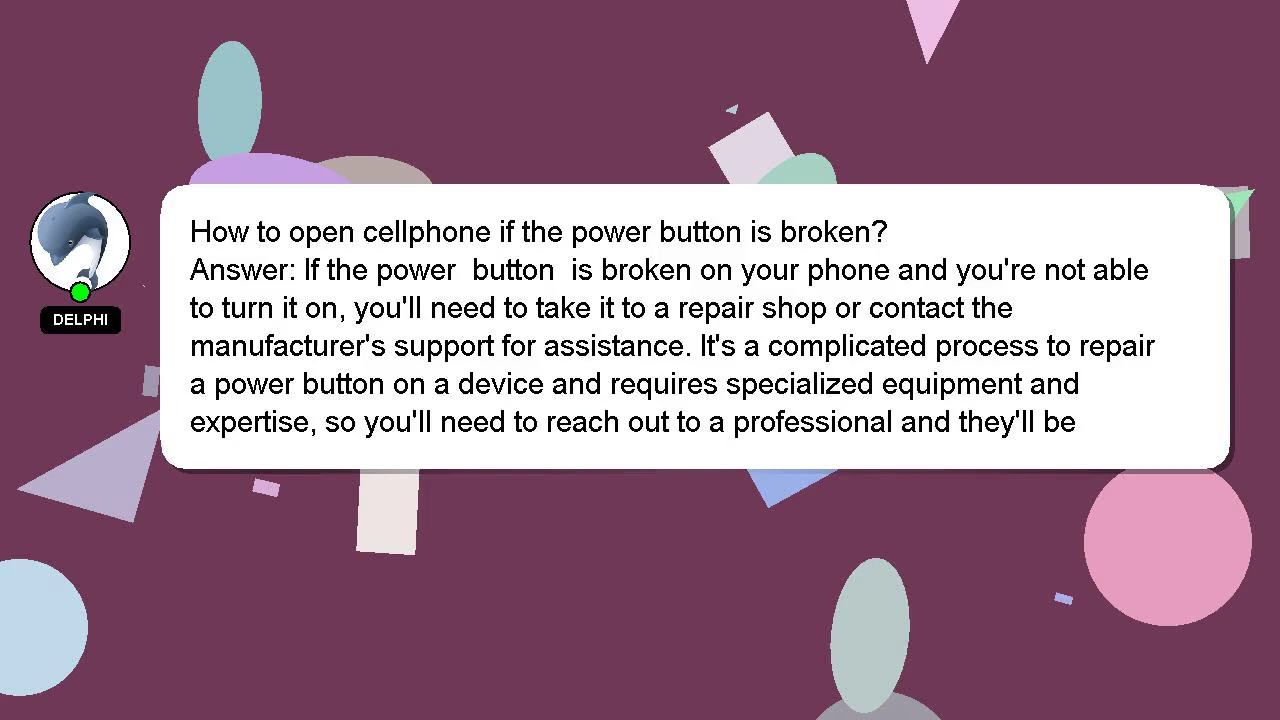 How to open cellphone if the power button is broken?
Answer: If the power  button  is broken on your phone and you're not able
to turn it on, you'll need to take it to a repair shop or contact the
manufacturer's support for assistance. It's a complicated process to repair
a power button on a device and requires specialized equipment and
expertise, so you'll need to reach out to a professional and they'll be
DELPHI